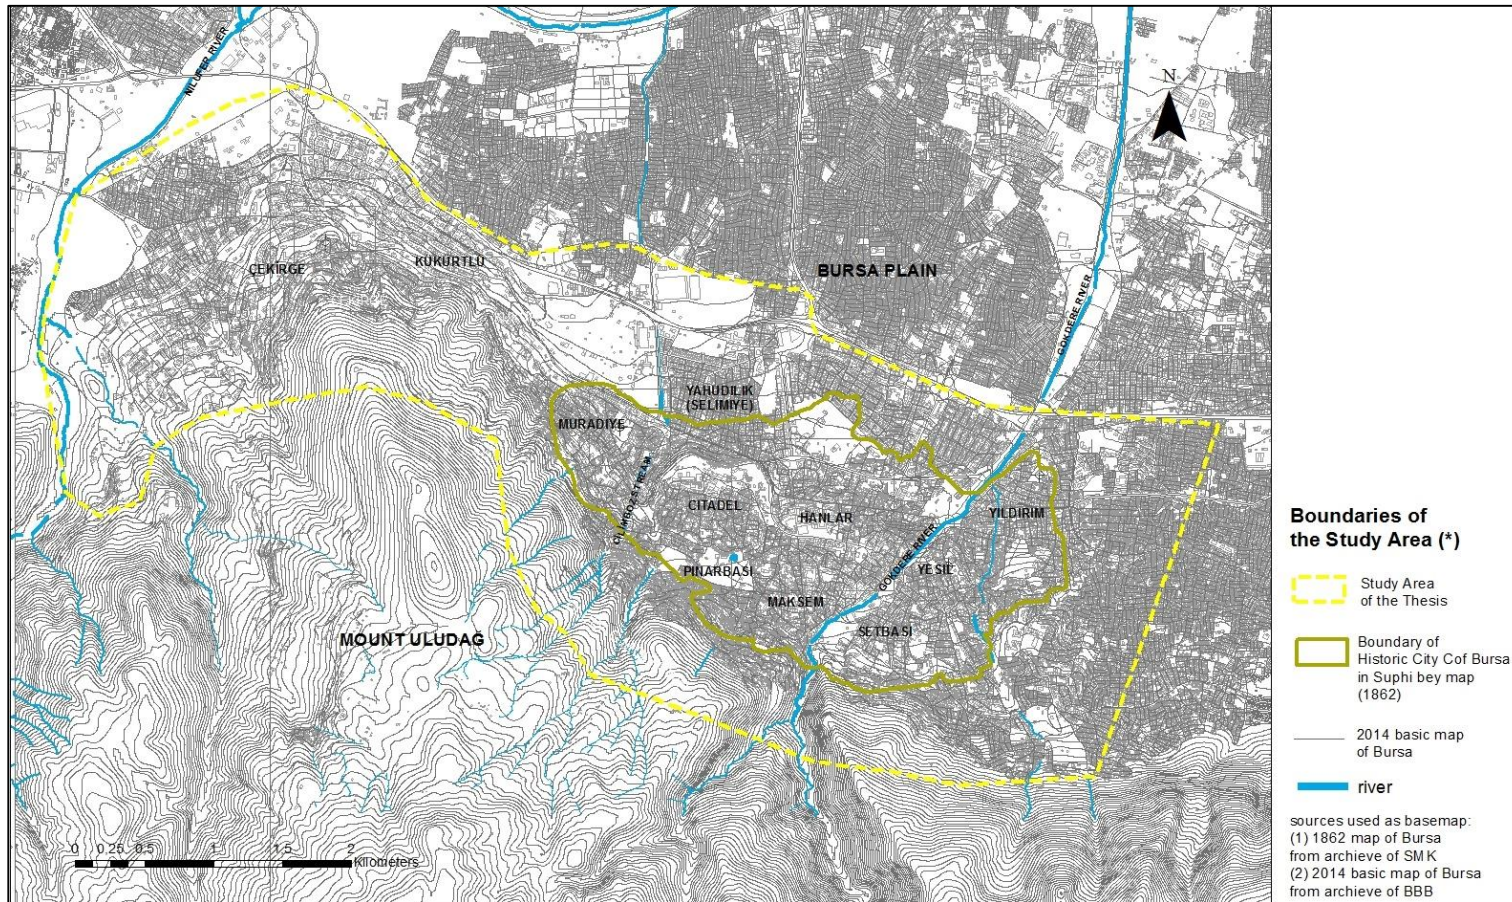 NILUFER RIVER
N
ÇEKİRGE
KUKURTLU
BURSA PLAIN
GOKDERE RIVER
YAHUDILIK
(SELIMIYE)
MURADIYE
CILIMBOZ STREAM
CITADEL
HANLAR
YILDIRIM
GOKDERE RIVER
YESIL
PINARBASI
MAKSEM
SETBASI
MOUNT ULUDAG
0 0.25 0.5 1 1.5 2
Kilometers
Boundaries of
the Study Area (*)
Study Area
of the Thesis
Boundary of
Historic City Cof Bursa
in Suphi bey map
(1862)
2014 basic map
of Bursa
river
sources used as basemap:
(1) 1862 map of Bursa
from archieve of SMK
(2) 2014 basic map of Bursa
from archieve of BBB